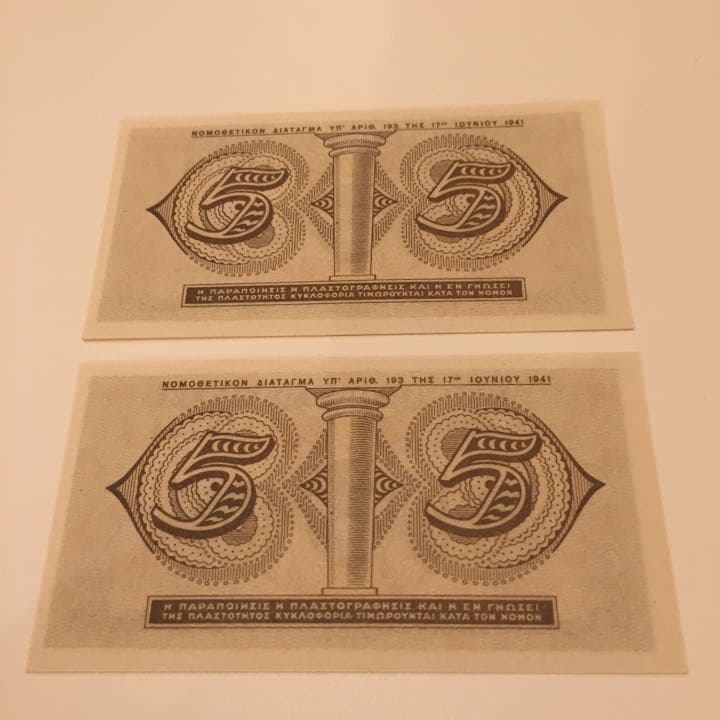 ΝΟΜΟΘΕΤΙΚΟΝ ΔΙΑΤΑΓΜΑ ΥΠ' ΑΡΙΘ. 193 ΤΗΣ 17ης ΙΟΥΝΙΟΥ 1941
5 5
Η ΠΑΡΑΠΟΙΗΣΙΣ Η ΠΛΑΣΤΟΓΡΑΦΗΣΙΣ ΚΑΙ Η ΕΝ ΓΝΩΣΕΙ
ΤΗΣ ΠΛΑΣΤΟΤΗΤΟΣ ΚΥΚΛΟΦΟΡΙΑ ΤΙΜΩΡΟΥΝΤΑΙ ΚΑΤΑ ΤΟΝ ΝΟΜΟΝ
ΝΟΜΟΘΕΤΙΚΟΝ ΔΙΑΤΑΓΜΑ ΥΠ' ΑΡΙΘ. 193 ΤΗΣ 17ης ΙΟΥΝΙΟΥ 1941
5 5
Η ΠΑΡΑΠΟΙΗΣΙΣ Η ΠΛΑΣΤΟΓΡΑΦΗΣΙΣ ΚΑΙ Η ΕΝ ΓΝΩΣΕΙ
ΤΗΣ ΠΛΑΣΤΟΤΗΤΟΣ ΚΥΚΛΟΦΟΡΙΑ ΤΙΜΩΡΟΥΝΤΑΙ ΚΑΤΑ ΤΟΝ ΝΟΜΟΝ